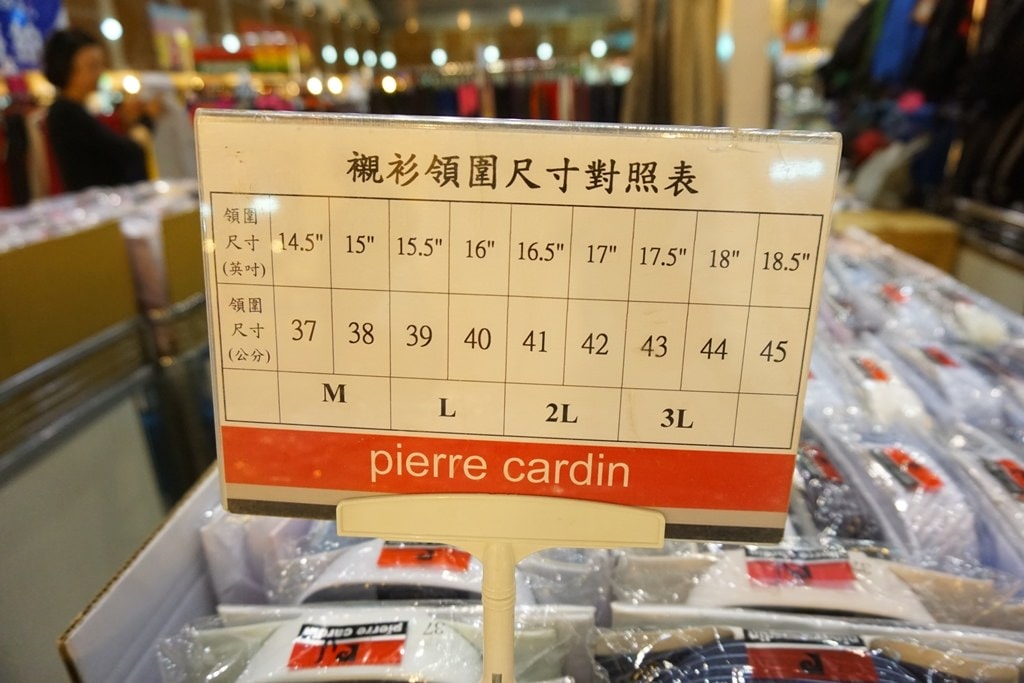 襯衫領圍尺寸對照表
領圍尺寸(英吋) 14.5" 15" 15.5" 16" 16.5" 17" 17.5" 18" 18.5"
領圍尺寸(公分) 37 38 39 40 41 42 43 44 45
M L 2L 3L
pierre cardin
pierre cardin 37